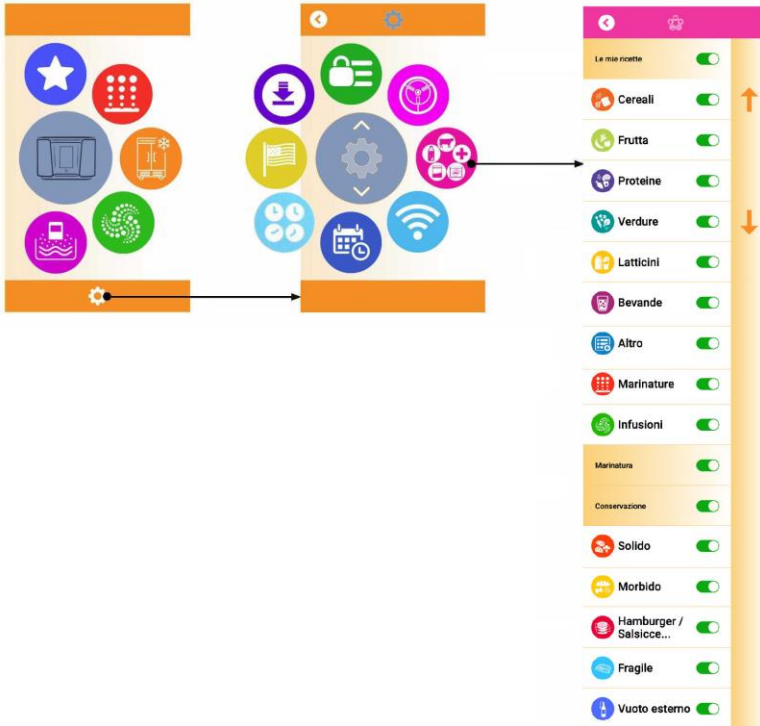 Le mie ricette
Cereali
Frutta
Proteine
Verdure
Latticini
Bevande
Altro
Marinature
Infusioni
Marinatura
Conservazione
Solido
Morbido
Hamburger /
Salsicce...
Fragile
Vuoto esterno